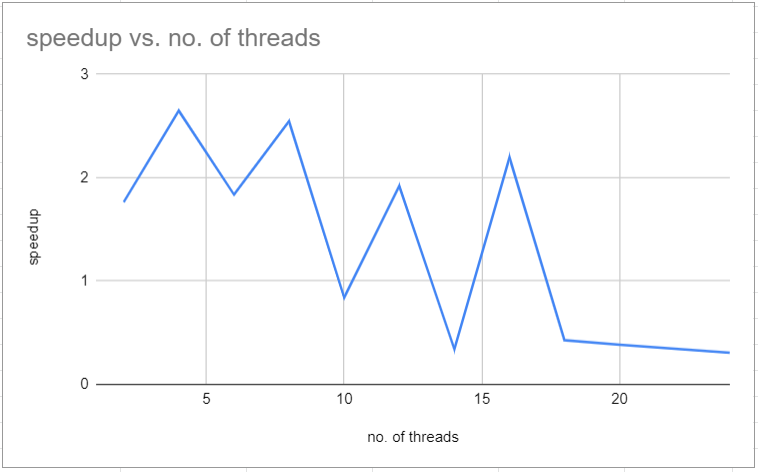 speedup vs. no. of threads
3
2
1
0
speedup
5 10 15 20
no. of threads